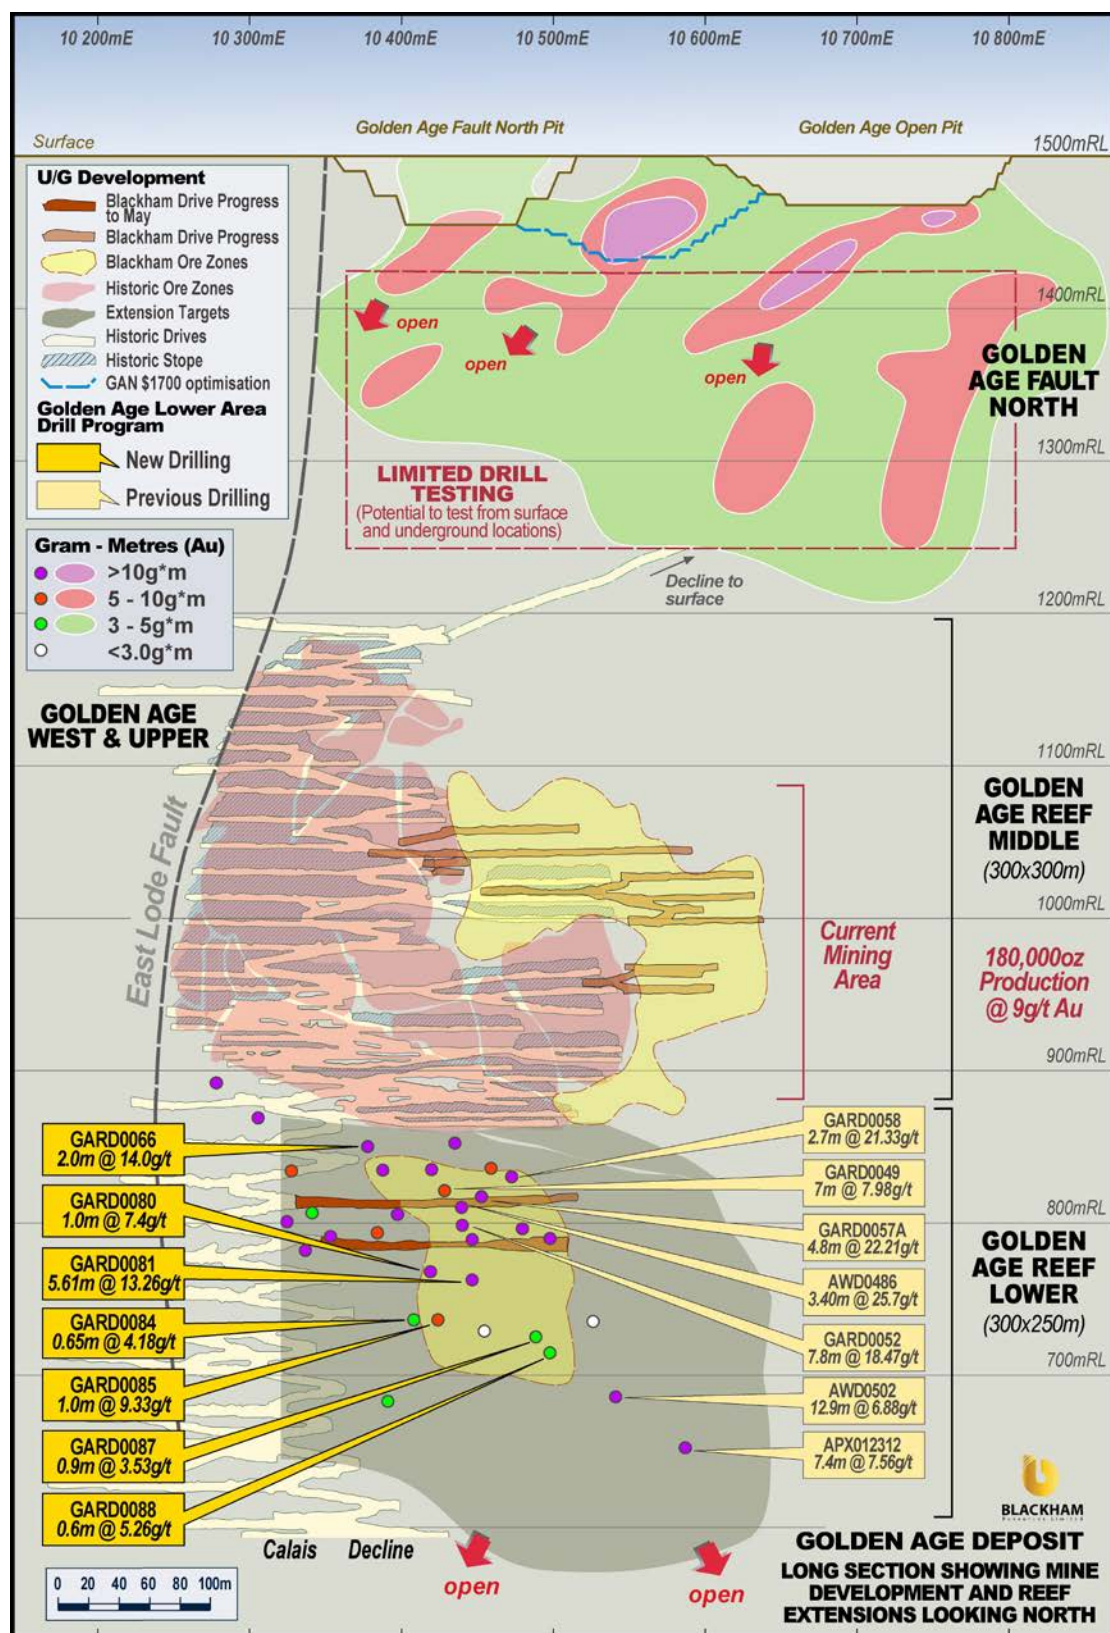 10 200mE
10 300mE
10 400mE
10 500mE
10 600mE
10 700mE
10 800mE
Golden Age Fault North Pit
Golden Age Open Pit
Surface
1500mRL
U/G Development
Blackham Drive Progress
to May
Blackham Drive Progress
Blackham Ore Zones
Historic Ore Zones
Extension Targets
Historic Drives
Historic Stope
GAN $1700 optimisation
Golden Age Lower Area
Drill Program
New Drilling
Previous Drilling
Gram - Metres (Au)
>10g*m
5 - 10g*m
3 - 5g*m
<3.0g*m
1400mRL
open
open
open
GOLDEN
AGE FAULT
NORTH
1300mRL
LIMITED DRILL
TESTING
(Potential to test from surface
and underground locations)
Decline to
surface
1200mRL
GOLDEN AGE
WEST & UPPER
1100mRL
East Lode Fault
GOLDEN
AGE REEF
MIDDLE
(300x300m)
1000mRL
Current
Mining
Area
180,000oz
Production
@ 9g/t Au
900mRL
GARD0066
2.0m @ 14.0g/t
GARD0080
1.0m @ 7.4g/t
GARD0081
5.61m @ 13.26g/t
GARD0084
0.65m @ 4.18g/t
GARD0085
1.0m @ 9.33g/t
GARD0087
0.9m @ 3.53g/t
GARD0088
0.6m @ 5.26g/t
GARD0058
2.7m @ 21.33g/t
GARD0049
7m @ 7.98g/t
GARD0057A
4.8m @ 22.21g/t
AWD0486
3.40m @ 25.7g/t
GARD0052
7.8m @ 18.47g/t
AWD0502
12.9m @ 6.88g/t
APX012312
7.4m @ 7.56g/t
800mRL
GOLDEN
AGE REEF
LOWER
(300x250m)
700mRL
BLACKHAM
Resources Limited
Calais Decline
open
open
0 20 40 60 80 100m
GOLDEN AGE DEPOSIT
LONG SECTION SHOWING MINE
DEVELOPMENT AND REEF
EXTENSIONS LOOKING NORTH